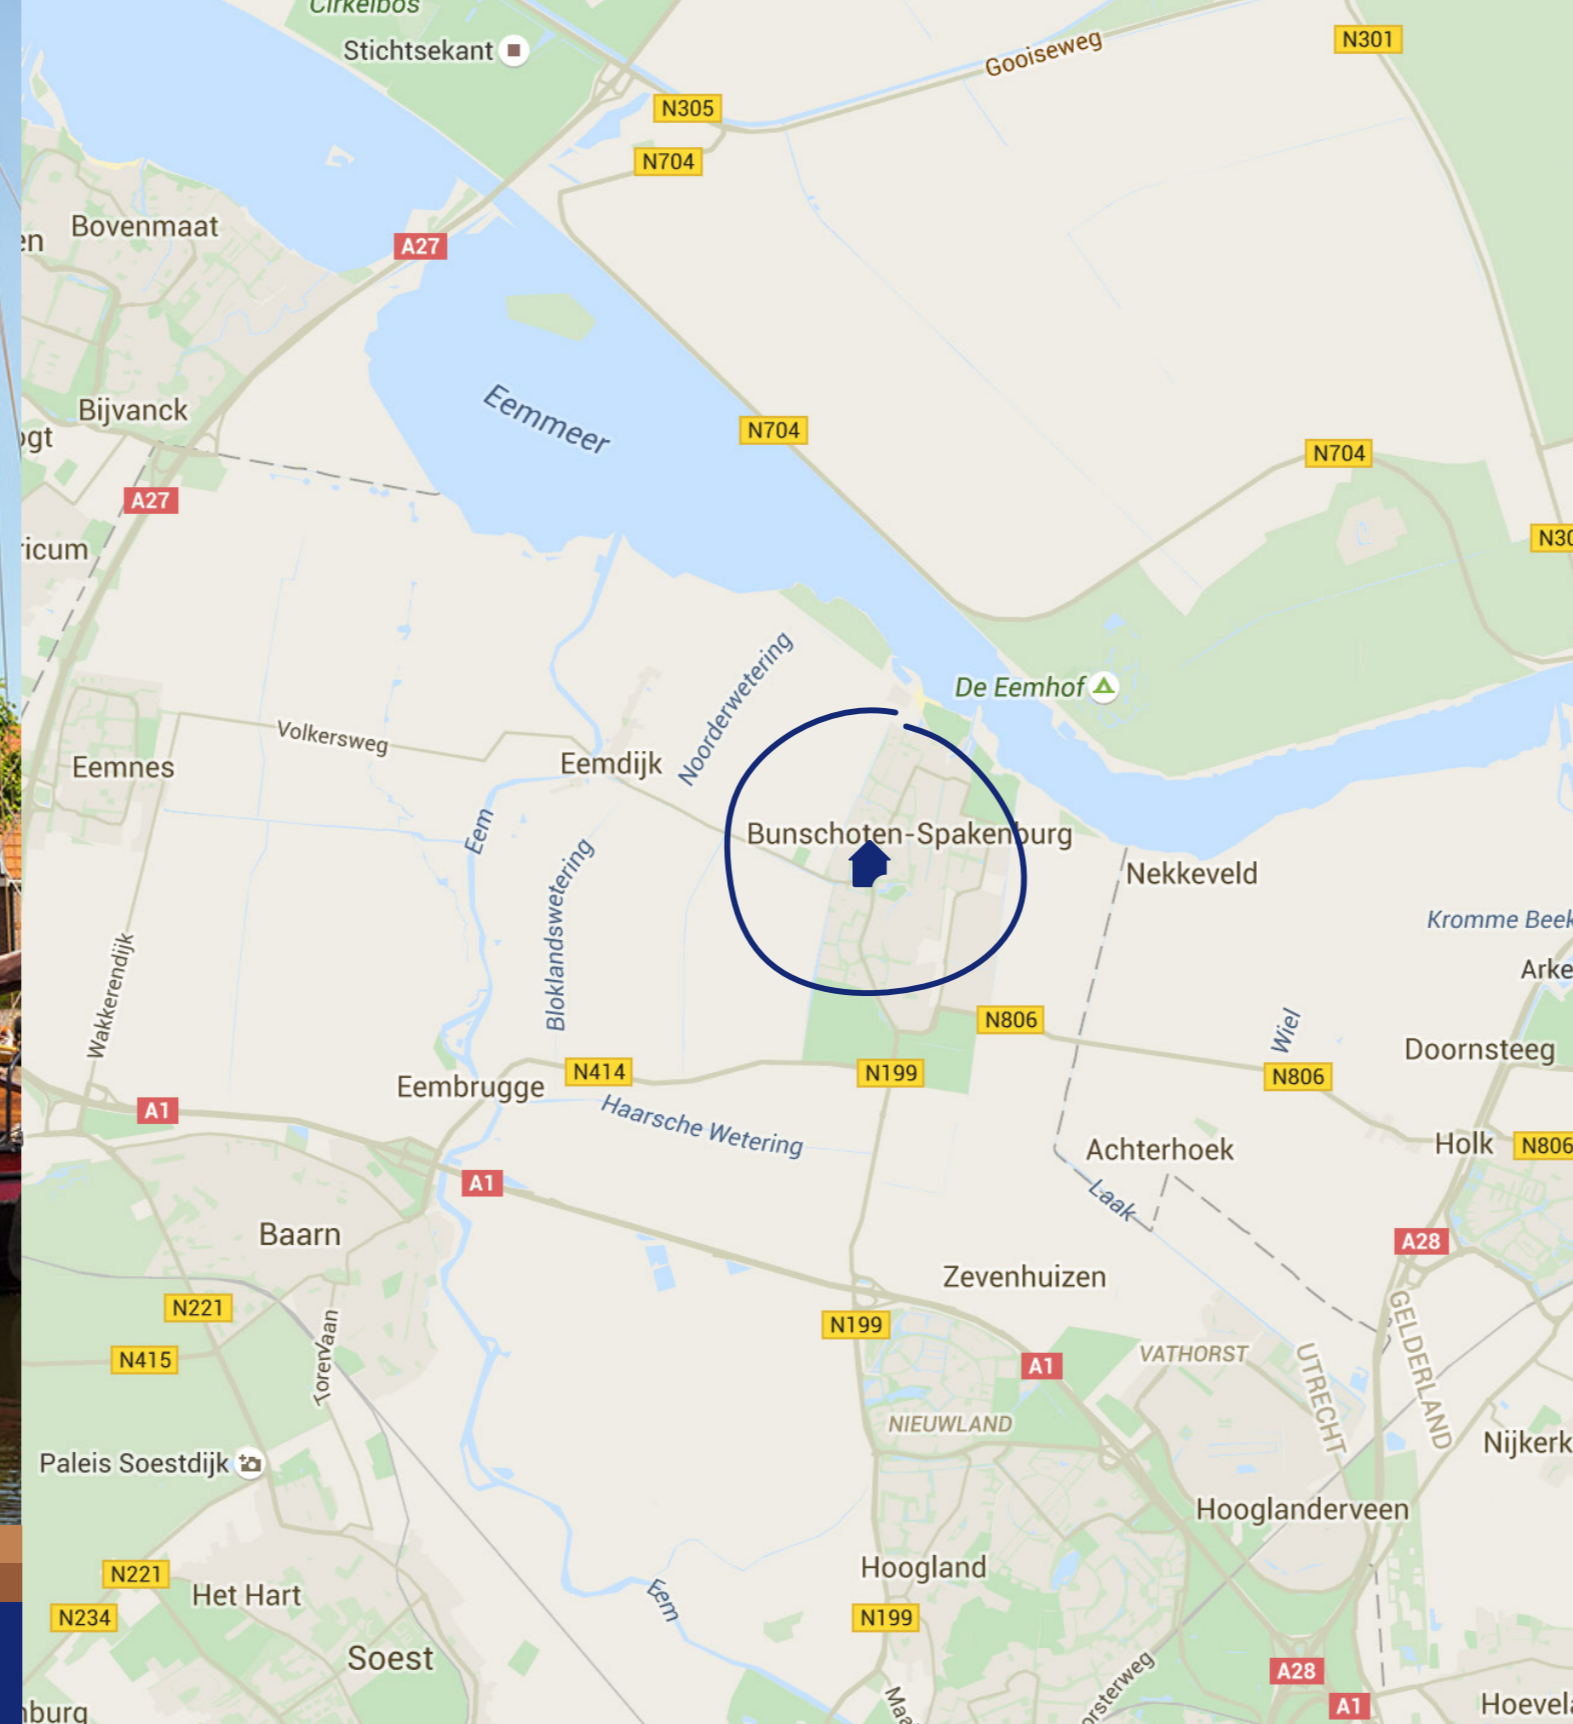 Cirkelbos
Stichtsekant
Gooiseweg
N301
N305
N704
Bovenmaat
A27
Eemmeer
Bijvanck
N704
N704
A27
De Eemhof
Noorderwetering
Volkersweg
Eemnes
Eemdijk
Eem
Bunschoten-Spakenburg
Bloklandswetering
Nekkeveld
Kromme Beek
Wakkerendijk
N806
Wiel
Doornsteeg
N414
N199
N806
Eembrugge
A1
Haarsche Wetering
Achterhoek
Holk
N806
A1
Laak
Baarn
A28
Zevenhuizen
N221
N199
GELDERLAND
UTRECHT
VATHORST
N415
A1
Torenlaan
NIEUWLAND
Nijkerk
Paleis Soestdijk
Hooglanderveen
Hoogland
N221
Het Hart
Eem
N234
N199
Soest
A28
A1